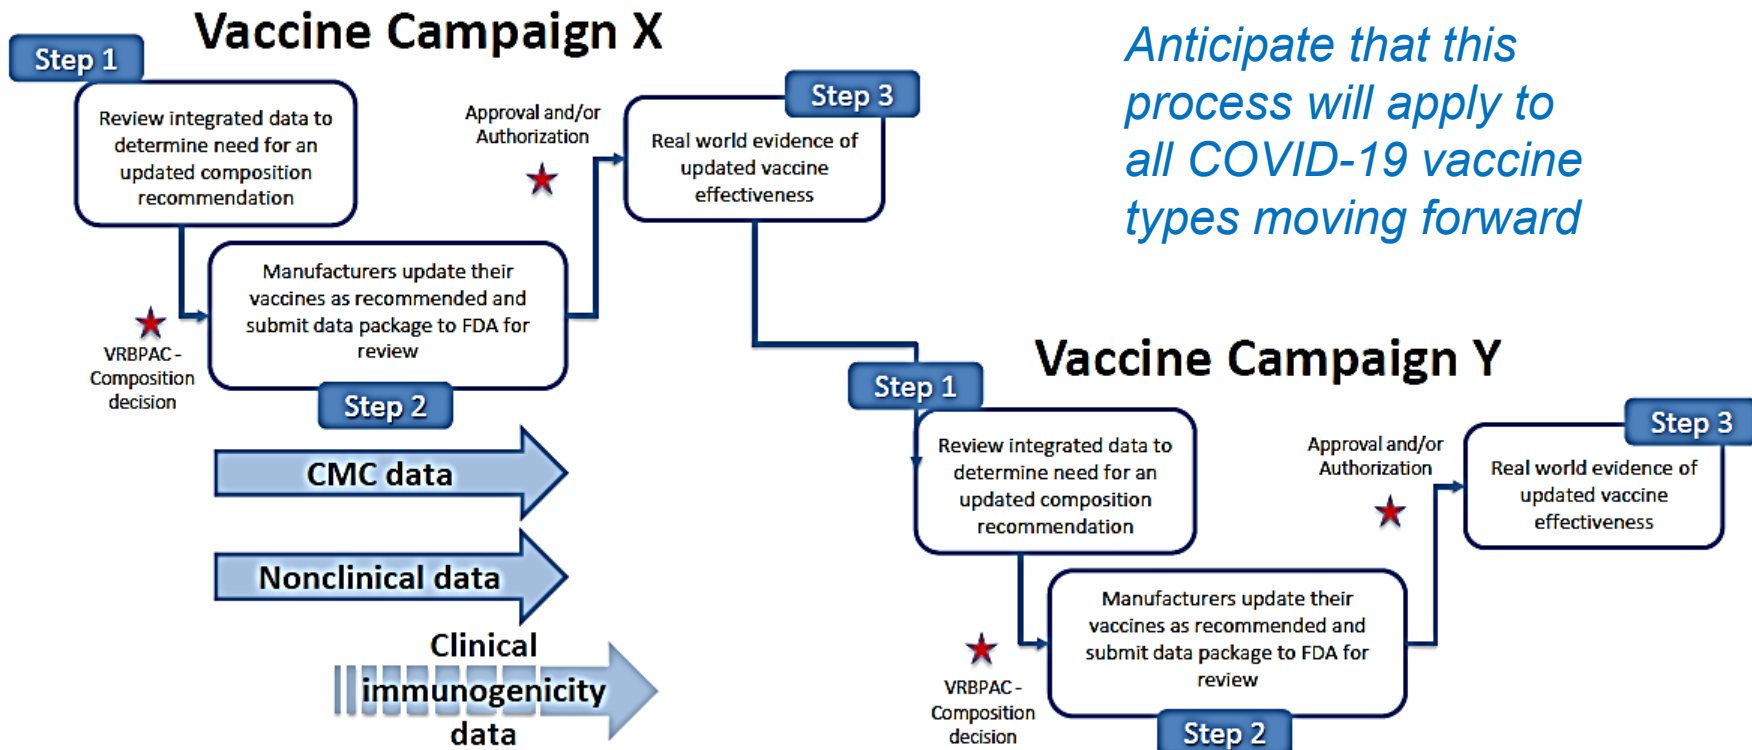 Vaccine Campaign X
Step 1
Review integrated data to
determine need for an
updated composition
recommendation
VRBPAC -
Composition
decision
Manufacturers update their
vaccines as recommended and
submit data package to FDA for
review
Step 2
Approval and/or
Authorization
Step 3
Real world evidence of
updated vaccine
effectiveness
CMC data
Nonclinical data
Clinical
immunogenicity
data
Anticipate that this
process will apply to
all COVID-19 vaccine
types moving forward
Vaccine Campaign Y
Step 1
Review integrated data to
determine need for an
updated composition
recommendation
VRBPAC -
Composition
decision
Manufacturers update their
vaccines as recommended and
submit data package to FDA for
review
Step 2
Approval and/or
Authorization
Step 3
Real world evidence of
updated vaccine
effectiveness